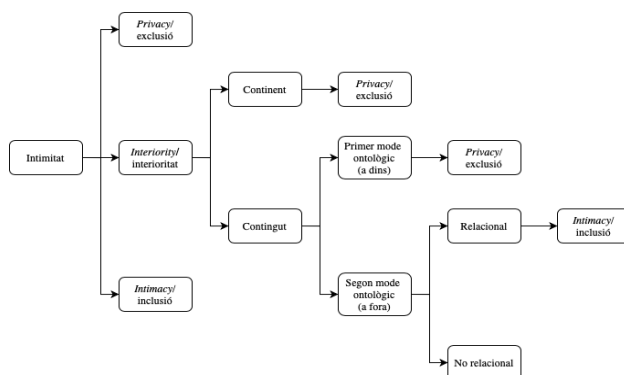 Privacy/
exclusió
Continent
Privacy/
exclusió
Intimitat
Interiority/
interioritat
Primer mode
ontològic
(a dins)
Privacy/
exclusió
Contingut
Relacional
Intimacy/
inclusió
Intimacy/
inclusió
Segon mode
ontològic
(a fora)
No relacional